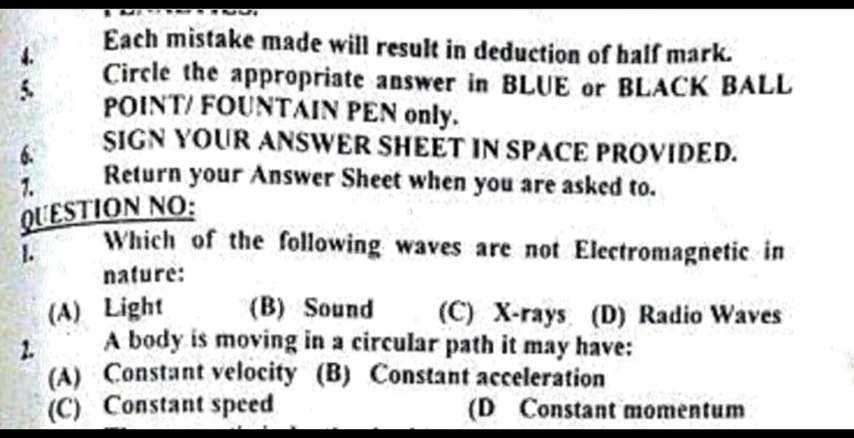 4. Each mistake made will result in deduction of half mark.
5. Circle the appropriate answer in BLUE or BLACK BALL
POINT/ FOUNTAIN PEN only.
6. SIGN YOUR ANSWER SHEET IN SPACE PROVIDED.
7. Return your Answer Sheet when you are asked to.
QUESTION NO:
1. Which of the following waves are not Electromagnetic in
nature:
(A) Light (B) Sound (C) X-rays (D) Radio Waves
2. A body is moving in a circular path it may have:
(A) Constant velocity (B) Constant acceleration
(C) Constant speed (D Constant momentum